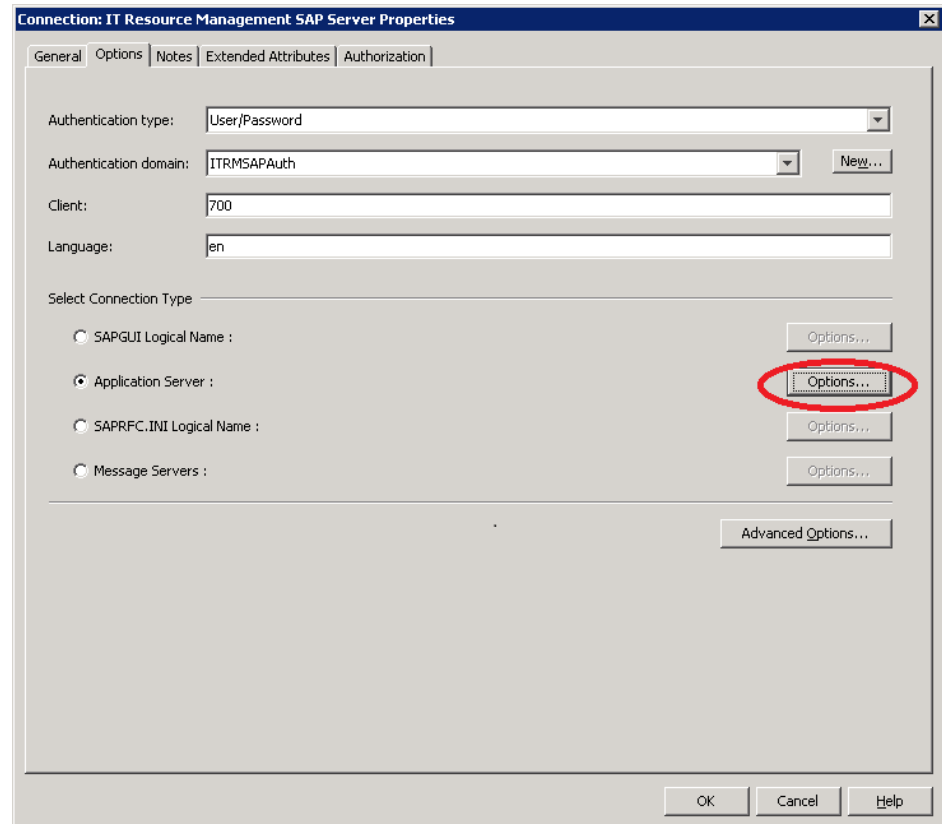 Connection: IT Resource Management SAP Server Properties
General Options Notes Extended Attributes Authorization
Authentication type: User/Password
Authentication domain: ITRMSAPAuth New...
Client: 700
Language: en
Select Connection Type
SAPGUI Logical Name : Options...
Application Server : Options...
SAPRFC.INI Logical Name : Options...
Message Servers : Options...
Advanced Options...
OK Cancel Help